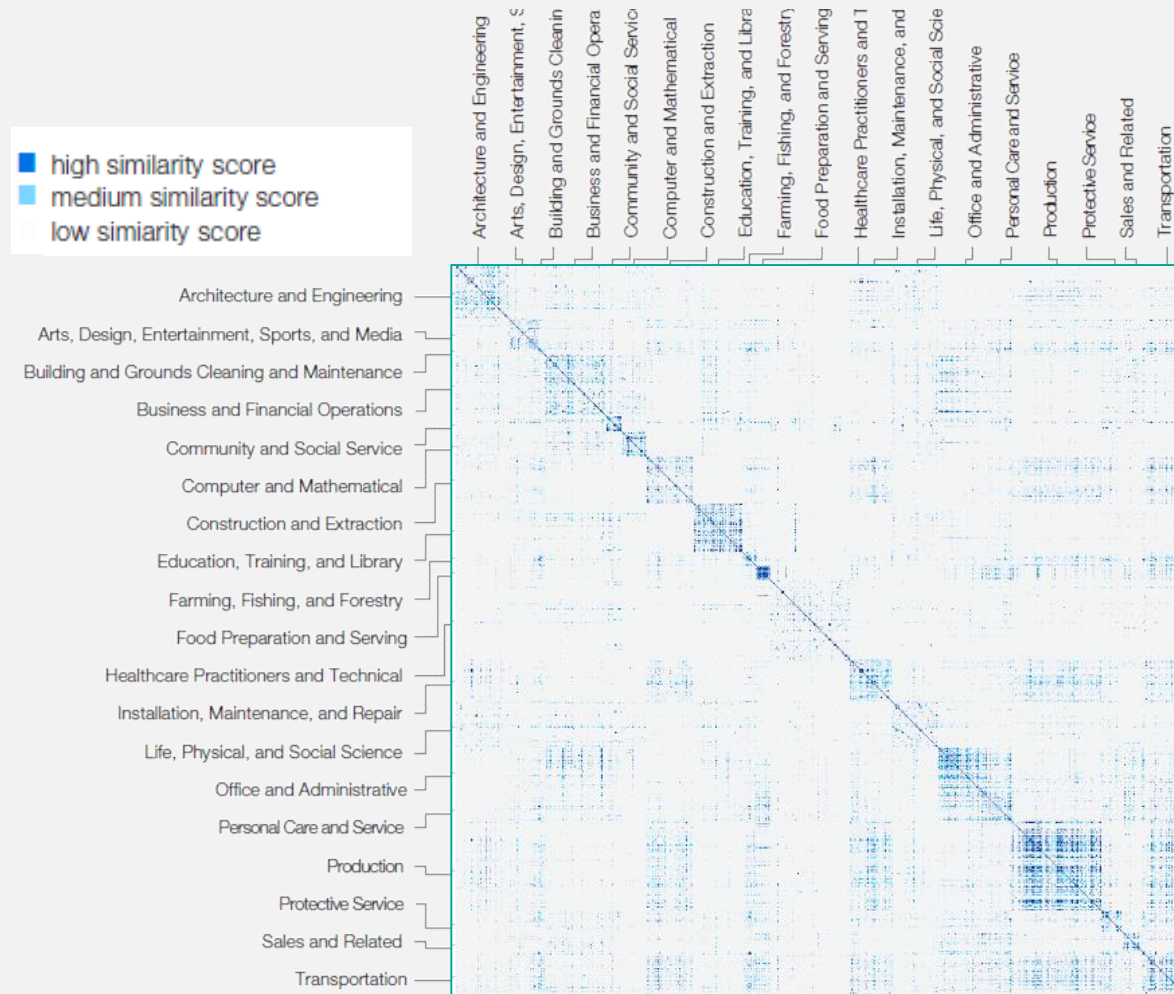 high similarity score
medium similarity score
low simiarity score
Architecture and Engineering
Arts, Design, Entertainment, S
Building and Grounds Cleanin
Business and Financial Opera
Community and Social Servic
Computer and Mathematical
Construction and Extraction
Education, Training, and Libra
Farming, Fishing, and Forestry
Food Preparation and Serving
Healthcare Practitioners and T
Installation, Maintenance, and
Life, Physical, and Social Scie
Office and Administrative
Personal Care and Service
Production
Protective Service
Sales and Related
Transportation
Architecture and Engineering
Arts, Design, Entertainment, Sports, and Media
Building and Grounds Cleaning and Maintenance
Business and Financial Operations
Community and Social Service
Computer and Mathematical
Construction and Extraction
Education, Training, and Library
Farming, Fishing, and Forestry
Food Preparation and Serving
Healthcare Practitioners and Technical
Installation, Maintenance, and Repair
Life, Physical, and Social Science
Office and Administrative
Personal Care and Service
Production
Protective Service
Sales and Related
Transportation